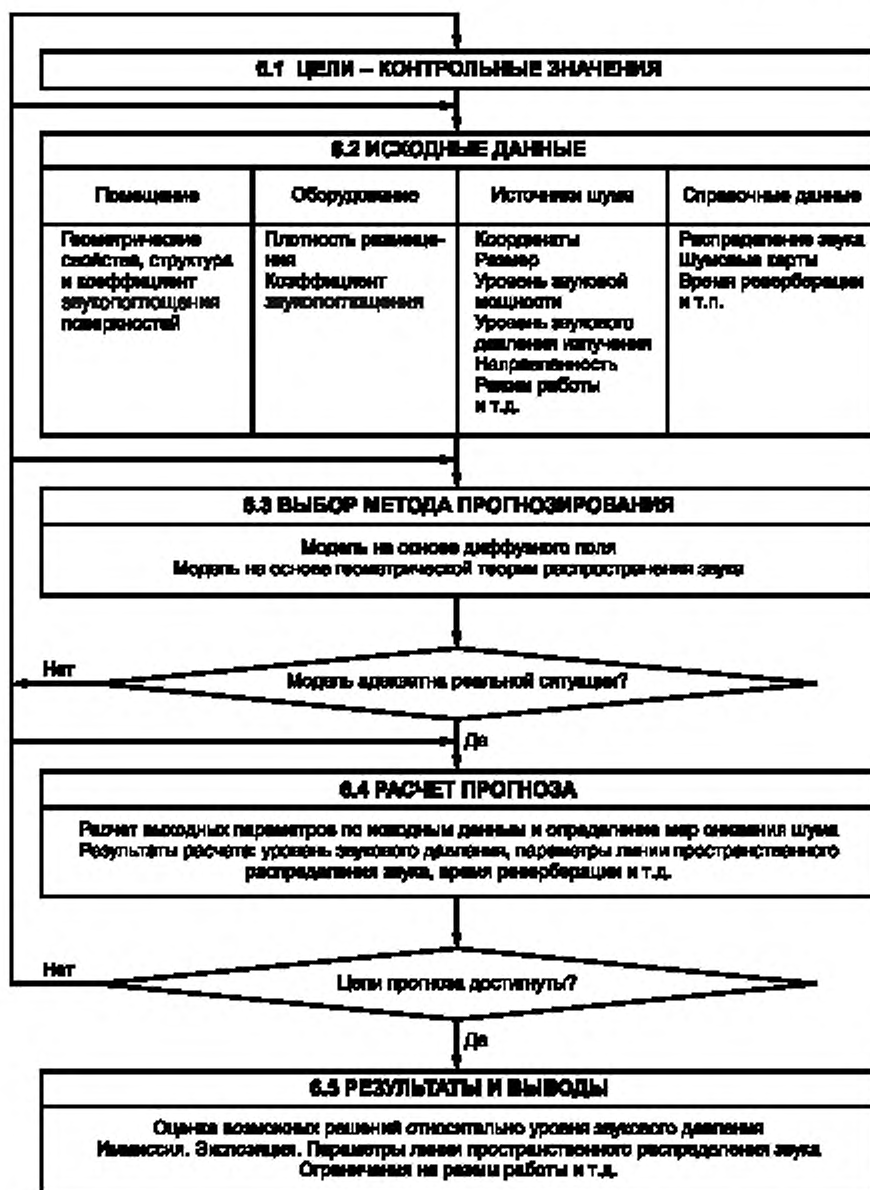 6.1 ЦЕЛИ – КОНТРОЛЬНЫЕ ЗНАЧЕНИЯ
6.2 ИСХОДНЫЕ ДАННЫЕ
Помещение
Геометрические
свойства, структура
и коэффициент
звукопоглощения
поверхностей
Оборудование
Плотность размеще-
ния
Коэффициент
звукопоглощения
Источники шума
Координаты
Размер
Уровень звуковой
мощности
Уровень звукового
давления излучения
Направленность
Режим работы
и т.д.
Справочные данные
Распределение звука
Шумовые карты
Время реверберации
и т.п.
6.3 ВЫБОР МЕТОДА ПРОГНОЗИРОВАНИЯ
Модель на основе диффузного поля
Модель на основе геометрической теории распространения звука
Нет
Модель адекватна реальной ситуации?
Да
6.4 РАСЧЕТ ПРОГНОЗА
Расчет выходных параметров по исходным данным и определение мер снижения шума
Результаты расчета: уровень звукового давления, параметры линии пространственного
распределения звука, время реверберации и т.д.
Нет
Цели прогноза достигнуты?
Да
6.5 РЕЗУЛЬТАТЫ И ВЫВОДЫ
Оценка возможных решений относительно уровня звукового давления
Иммиссия. Экспозиция. Параметры линии пространственного распределения звука
Ограничения на режим работы и т.д.